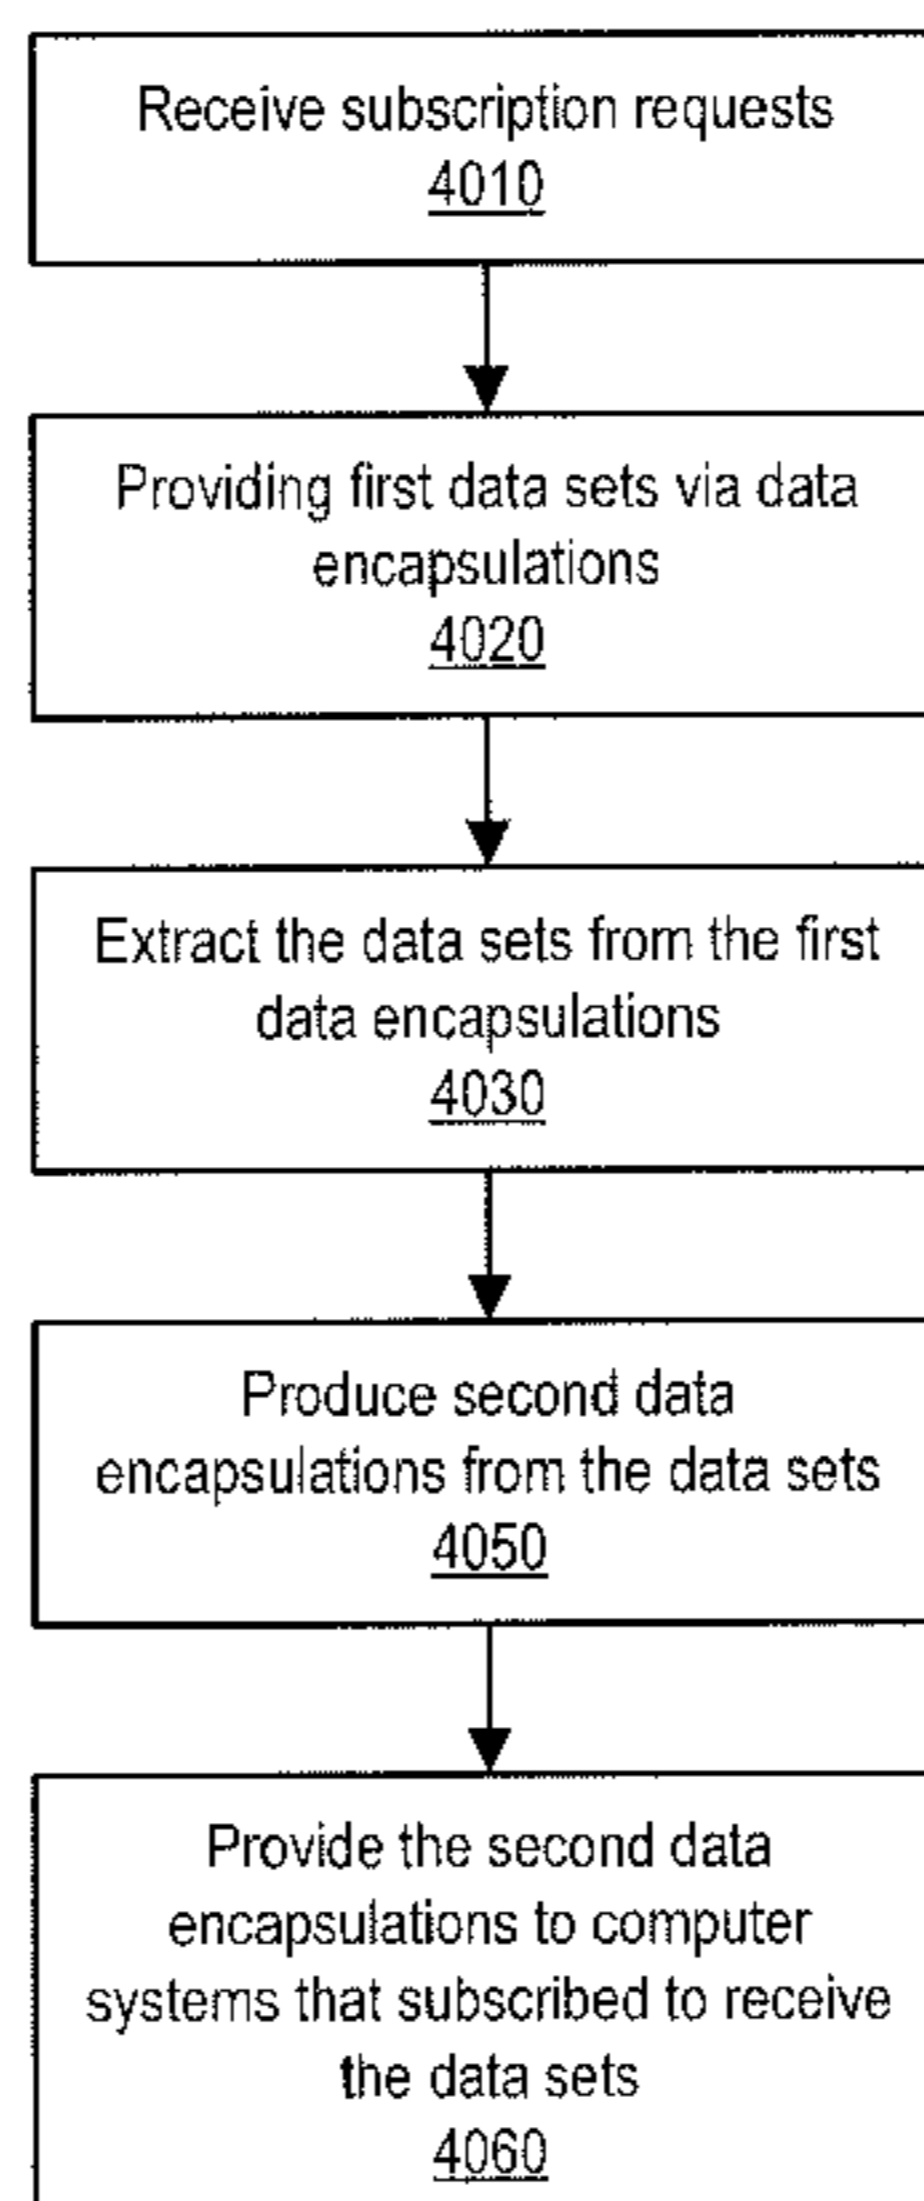 Receive subscription requests
4010
Providing first data sets via data
encapsulations
4020
Extract the data sets from the first
data encapsulations
4030
Produce second data
encapsulations from the data sets
4050
Provide the second data
encapsulations to computer
systems that subscribed to receive
the data sets
4060